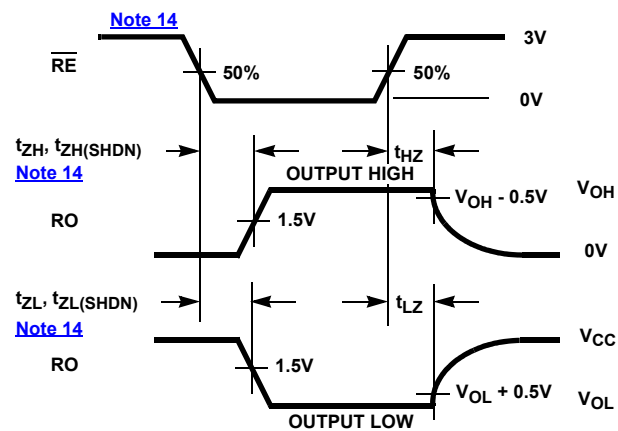 Note 14
3V
RE
50%
50%
0V
tZH, tZH(SHDN)
tHZ
Note 14
OUTPUT HIGH
VOH - 0.5V
VOH
RO
1.5V
0V
tZL, tZL(SHDN)
tLZ
Note 14
VCC
RO
1.5V
VOL + 0.5V
VOL
OUTPUT LOW